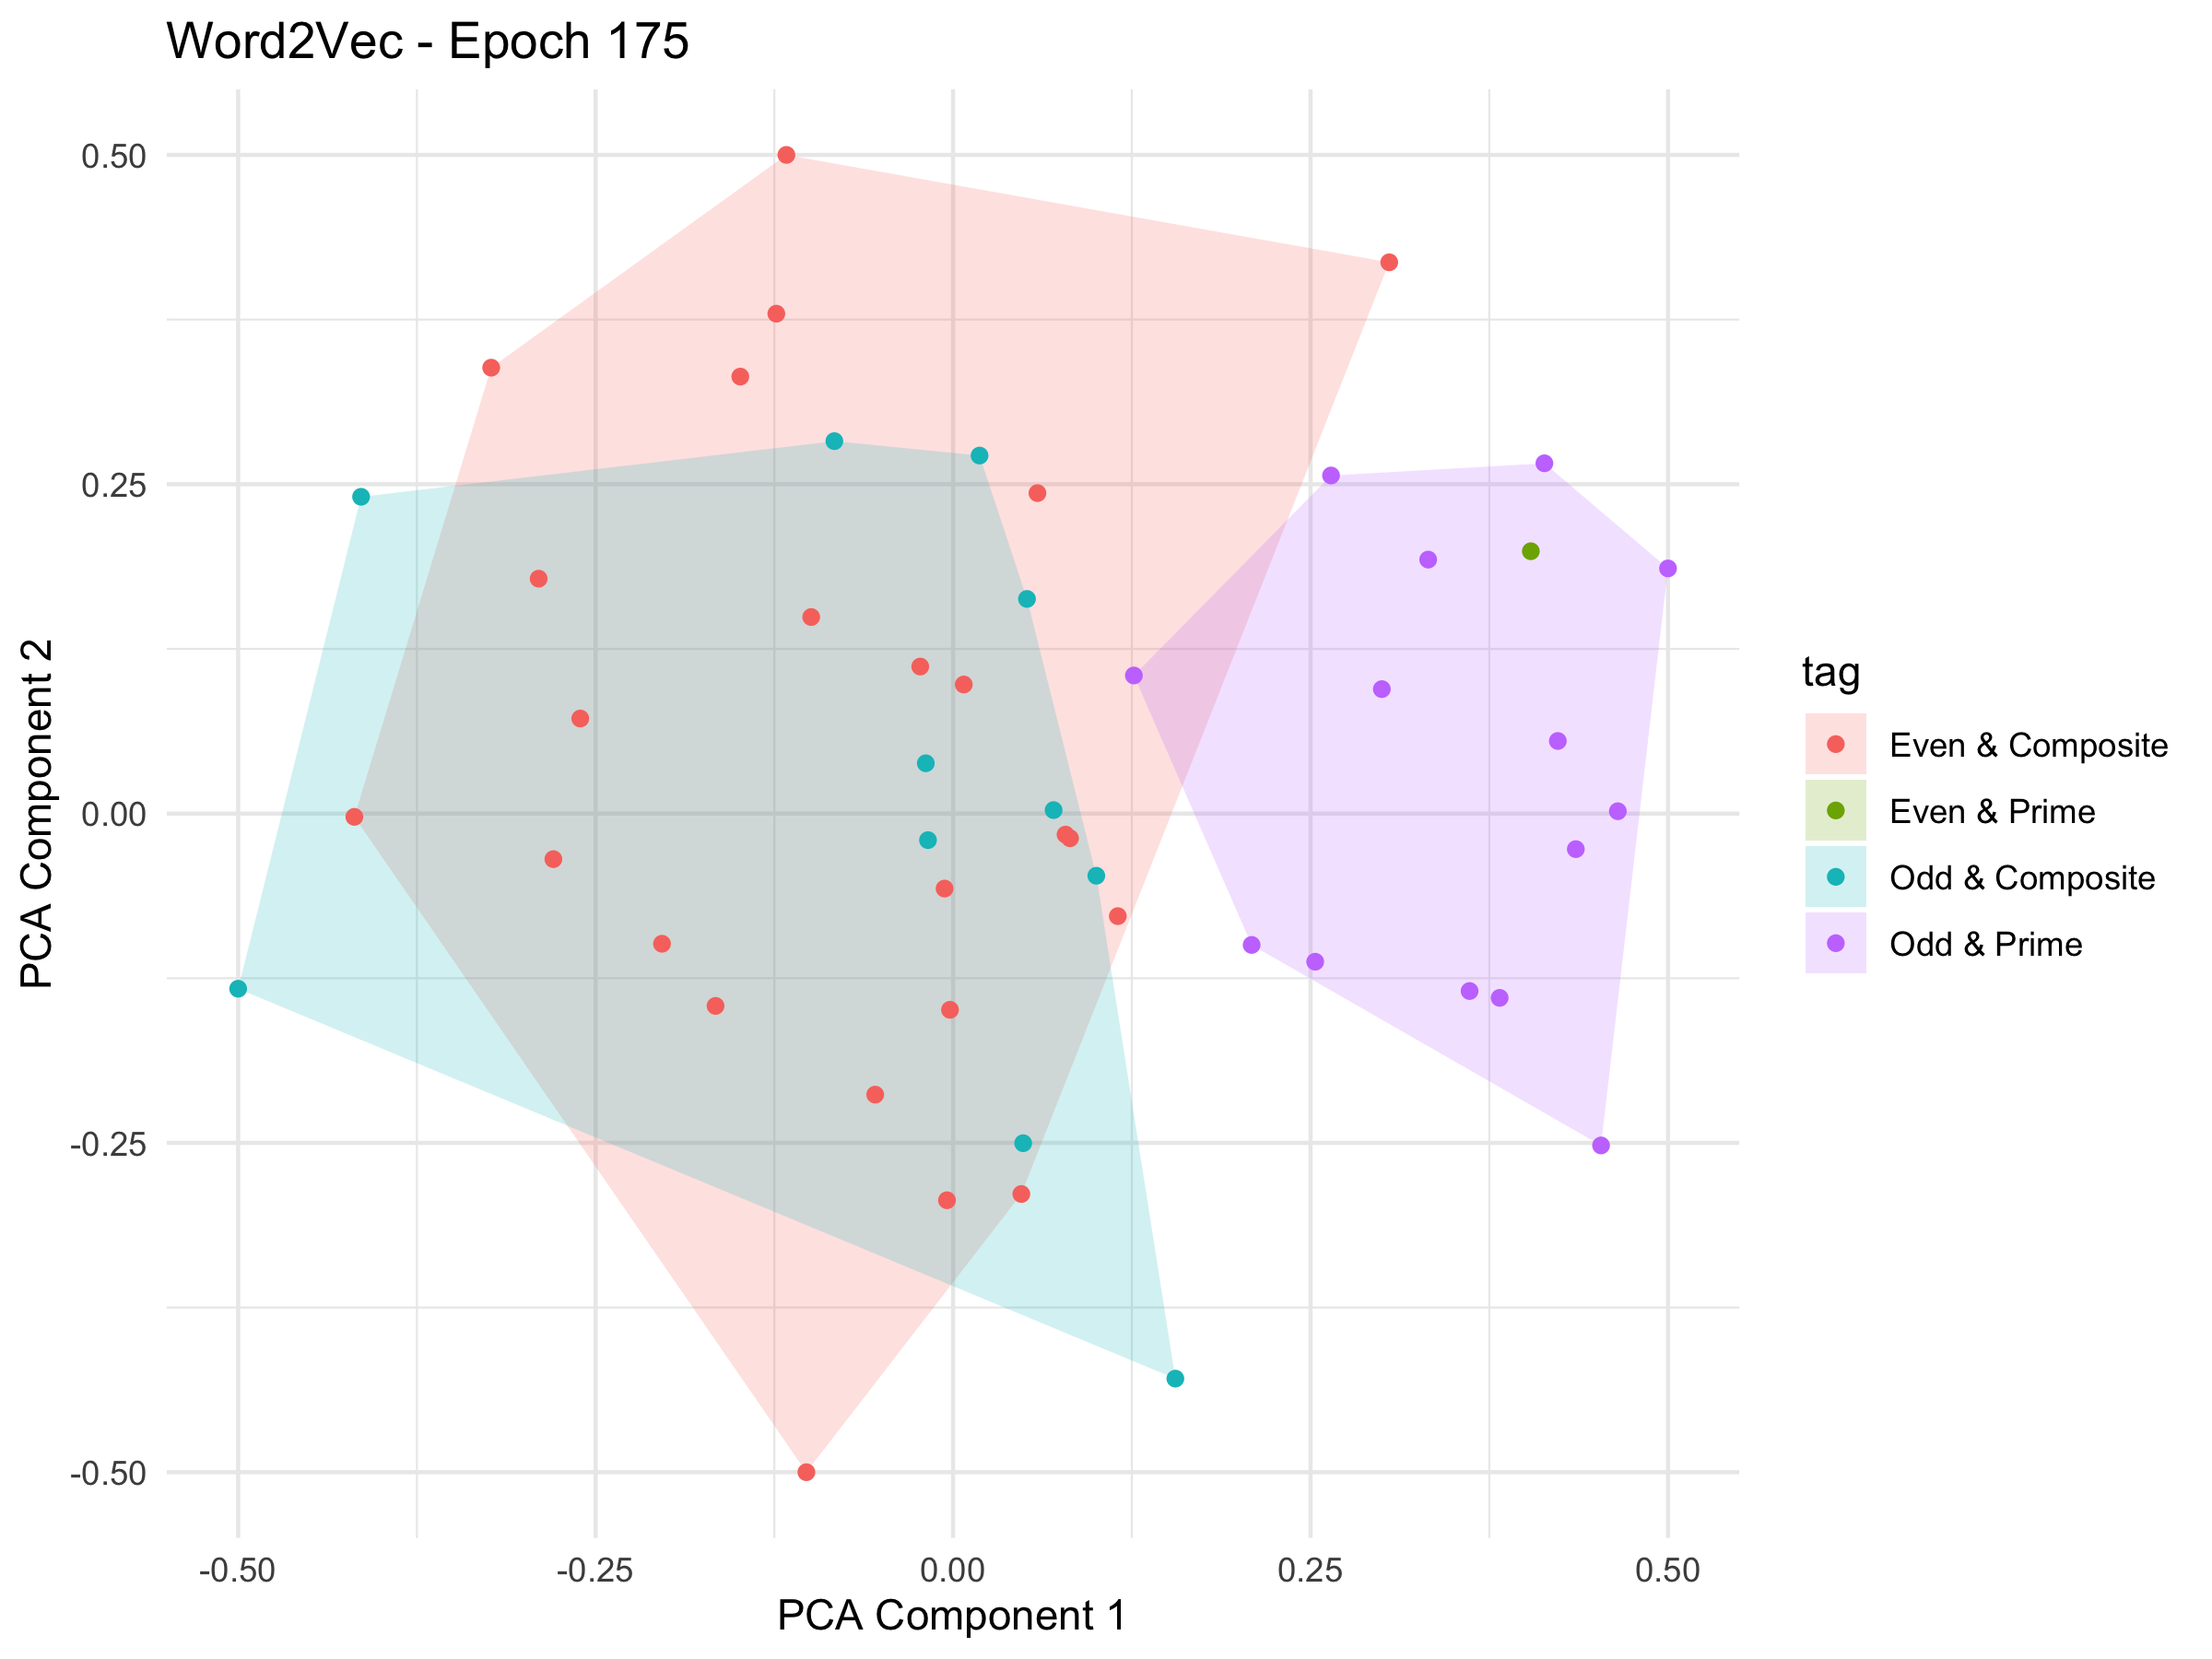 Word2Vec - Epoch 175
0.50
0.25
0.00
-0.25
-0.50
PCA Component 2
-0.50 -0.25 0.00 0.25 0.50
PCA Component 1
tag
Even & Composite
Even & Prime
Odd & Composite
Odd & Prime